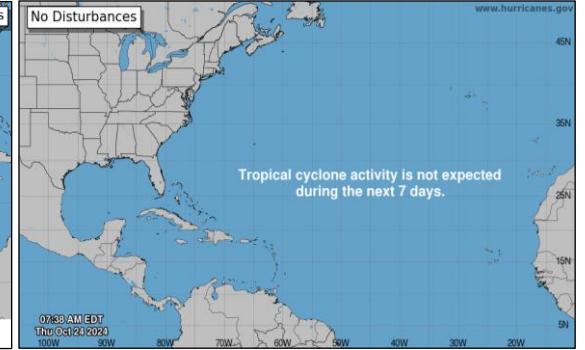 s
No Disturbances
www.hurricanes.gov
45N
35N
Tropical cyclone activity is not expected
during the next 7 days.
25N
15N
07:38 AM EDT
Thu Oct 24 2024
5N
100W 90W 80W 70W 60W 50W 40W 30W 20W